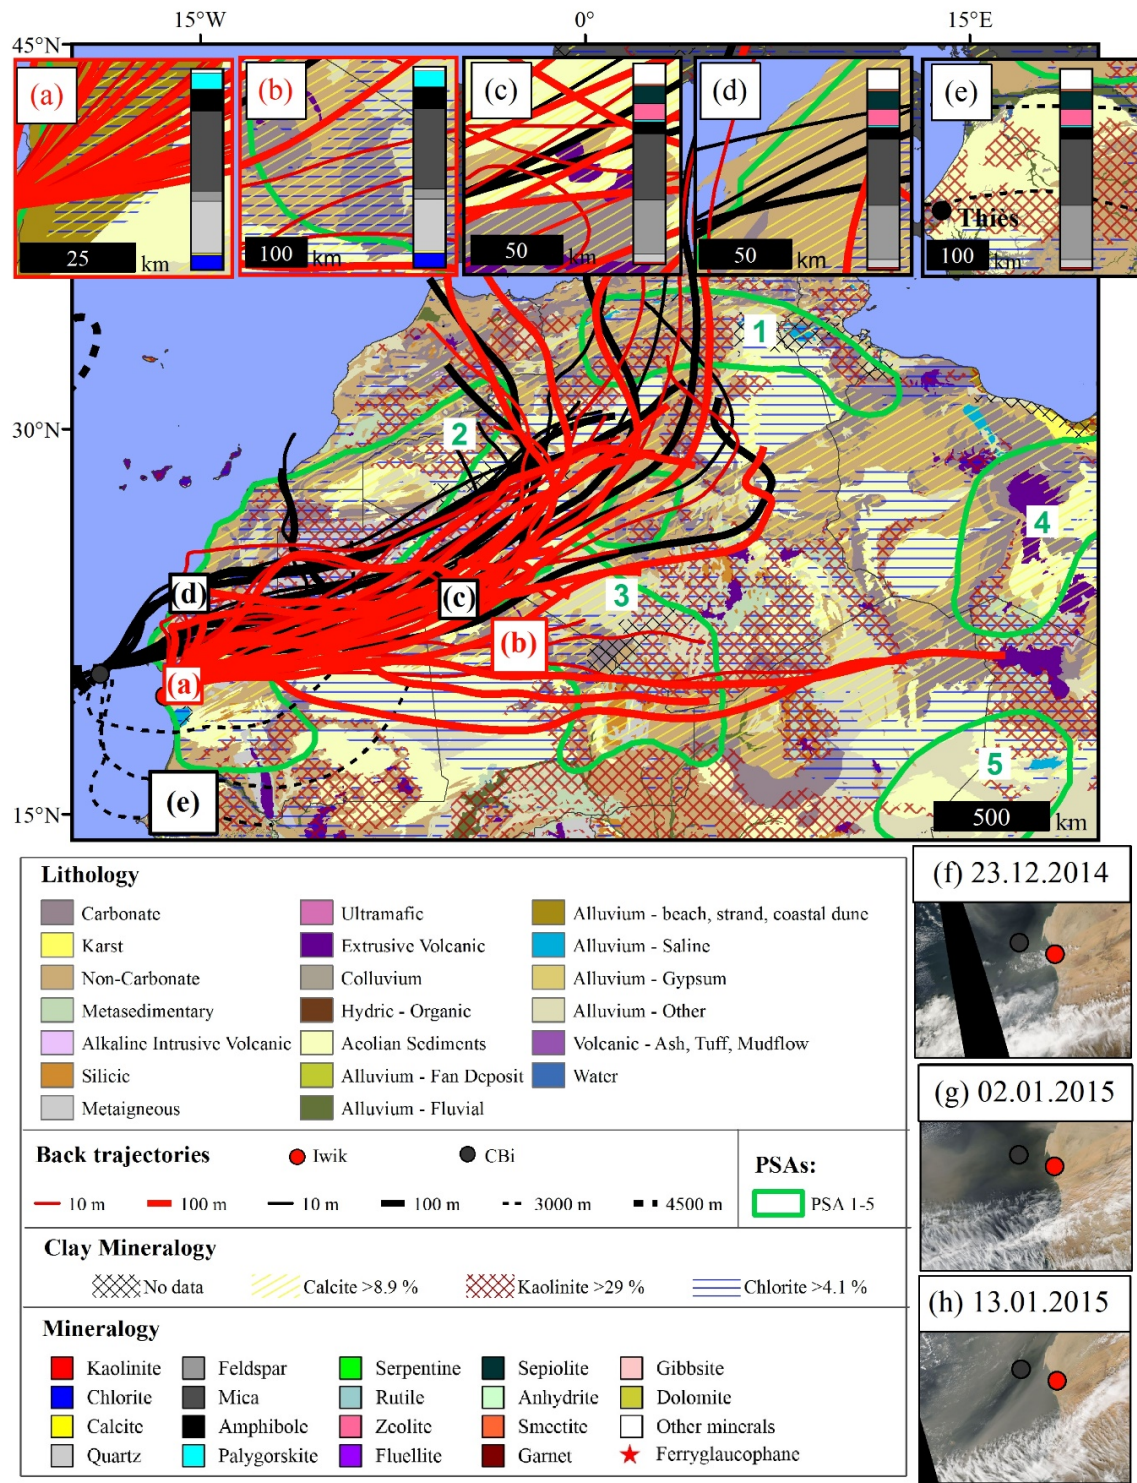 15°W 0° 15°E
45°N
(a) (b) (c) (d) (e)
Thiès
25 km 100 km 50 km 50 km 100 km
1
30°N
2
4
(d) (c) 3
(b)
(a)
5
(e)
15°N
500 km
Lithology
Carbonate Ultramafic Alluvium - beach, strand, coastal dune
Karst Extrusive Volcanic Alluvium - Saline
Non-Carbonate Colluvium Alluvium - Gypsum
Metasedimentary Hydric - Organic Alluvium - Other
Alkaline Intrusive Volcanic Aeolian Sediments Volcanic - Ash, Tuff, Mudflow
Silicic Alluvium - Fan Deposit Water
Metaigneous Alluvium - Fluvial
Back trajectories Iwik CBi
10 m 100 m 10 m 100 m 3000 m 4500 m
PSAs:
PSA 1-5
Clay Mineralogy
No data Calcite >8.9 % Kaolinite >29 % Chlorite >4.1 %
Mineralogy
Kaolinite Feldspar Serpentine Sepiolite Gibbsite
Chlorite Mica Rutile Anhydrite Dolomite
Calcite Amphibole Zeolite Smectite Other minerals
Quartz Palygorskite Fluellite Garnet Ferryglaucophane
(f) 23.12.2014
(g) 02.01.2015
(h) 13.01.2015